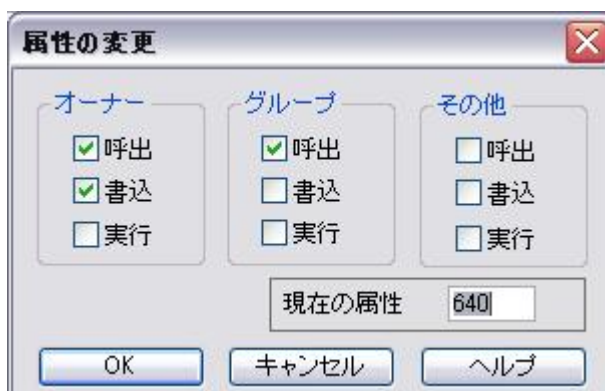 属性の変更
オーナー グループ その他
呼出 呼出 呼出
書込 書込 書込
実行 実行 実行
現在の属性 640
OK キャンセル ヘルプ